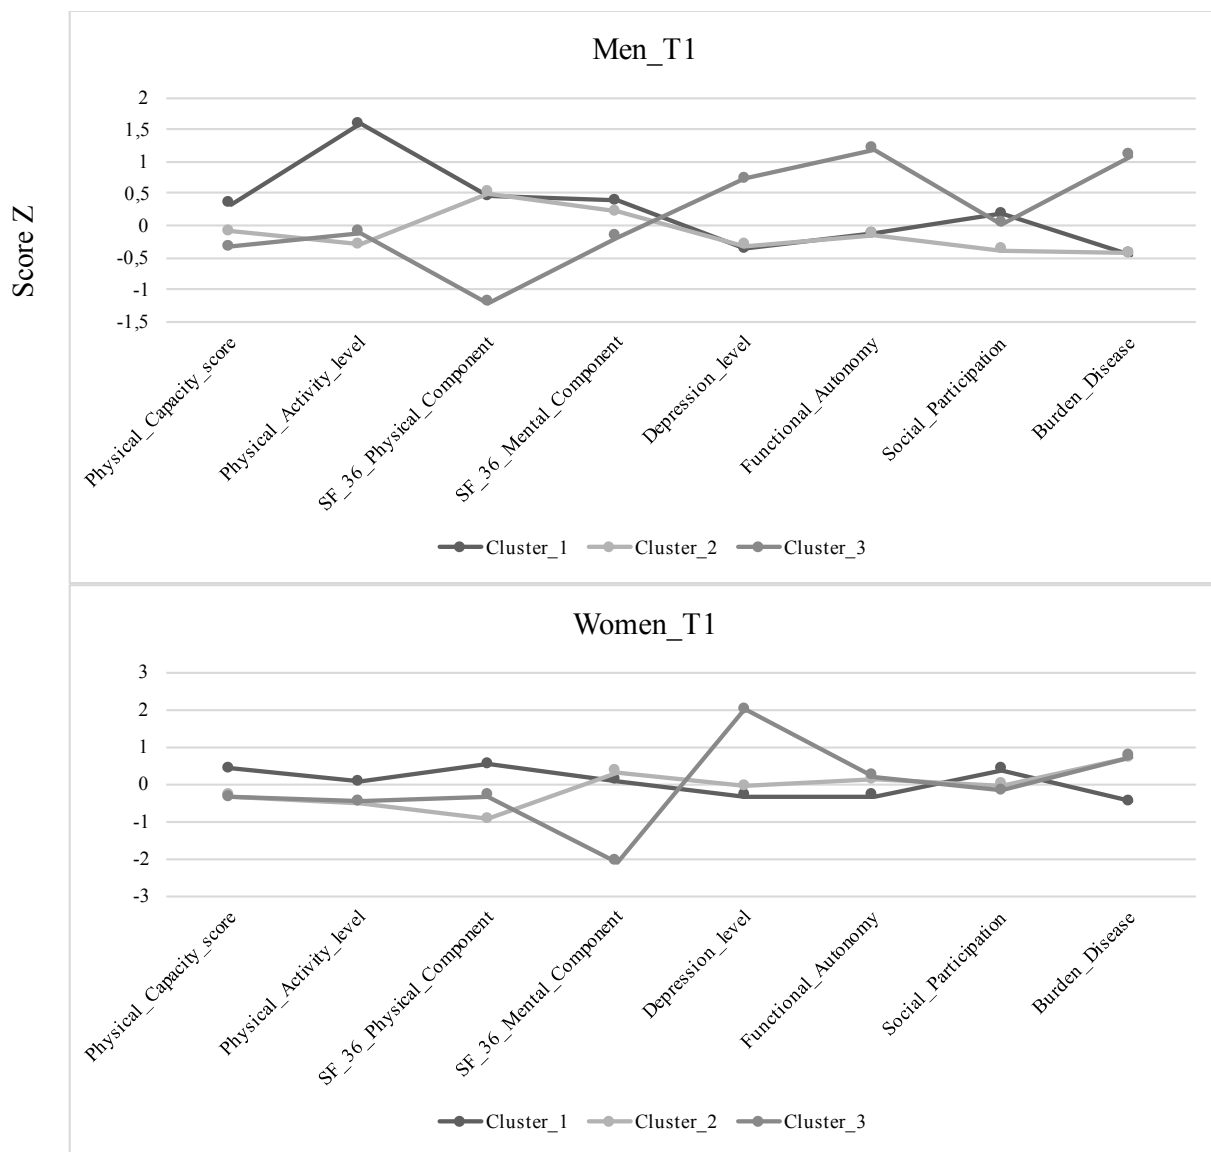 Men_T1
Score Z
2
1,5
1
0,5
0
-0,5
-1
-1,5
Physical_Capacity_score
Physical_Activity_level
SF_36_Physical_Component
SF_36_Mental_Component
Depression_level
Functional_Autonomy
Social_Participation
Burden_Disease
Cluster_1 Cluster_2 Cluster_3
Women_T1
3
2
1
0
-1
-2
-3
Physical_Capacity_score
Physical_Activity_level
SF_36_Physical_Component
SF_36_Mental_Component
Depression_level
Functional_Autonomy
Social_Participation
Burden_Disease
Cluster_1 Cluster_2 Cluster_3